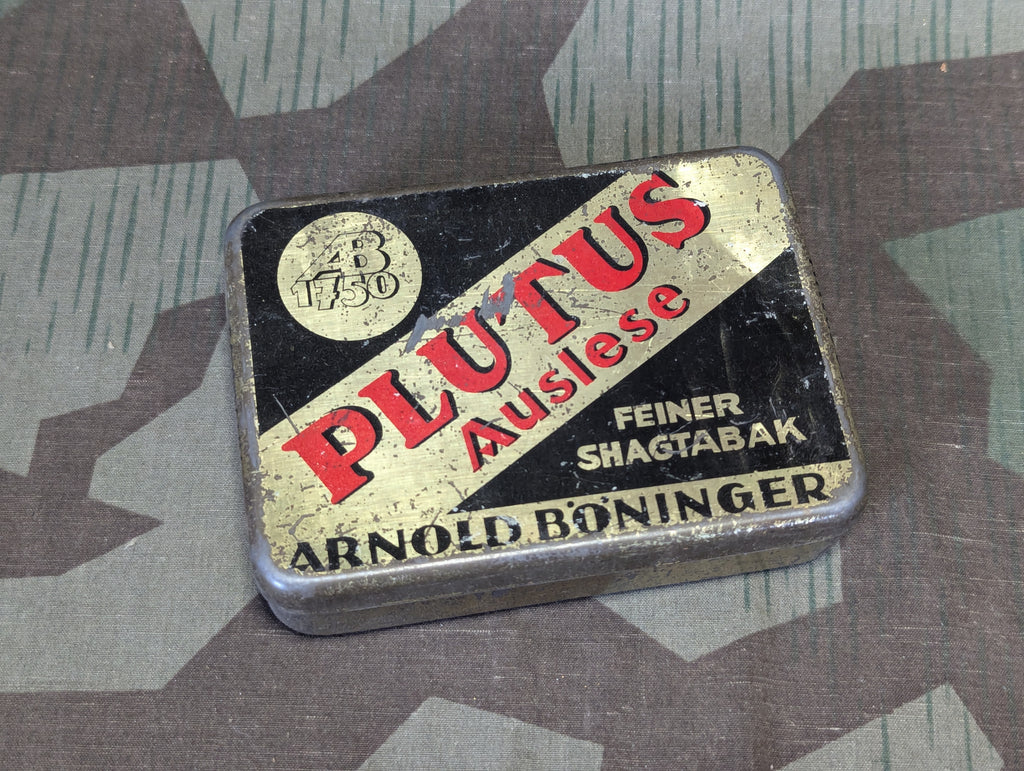 AB
1750
PLUTUS
Auslese
FEINER
SHAGTABAK
ARNOLD BÖNINGER